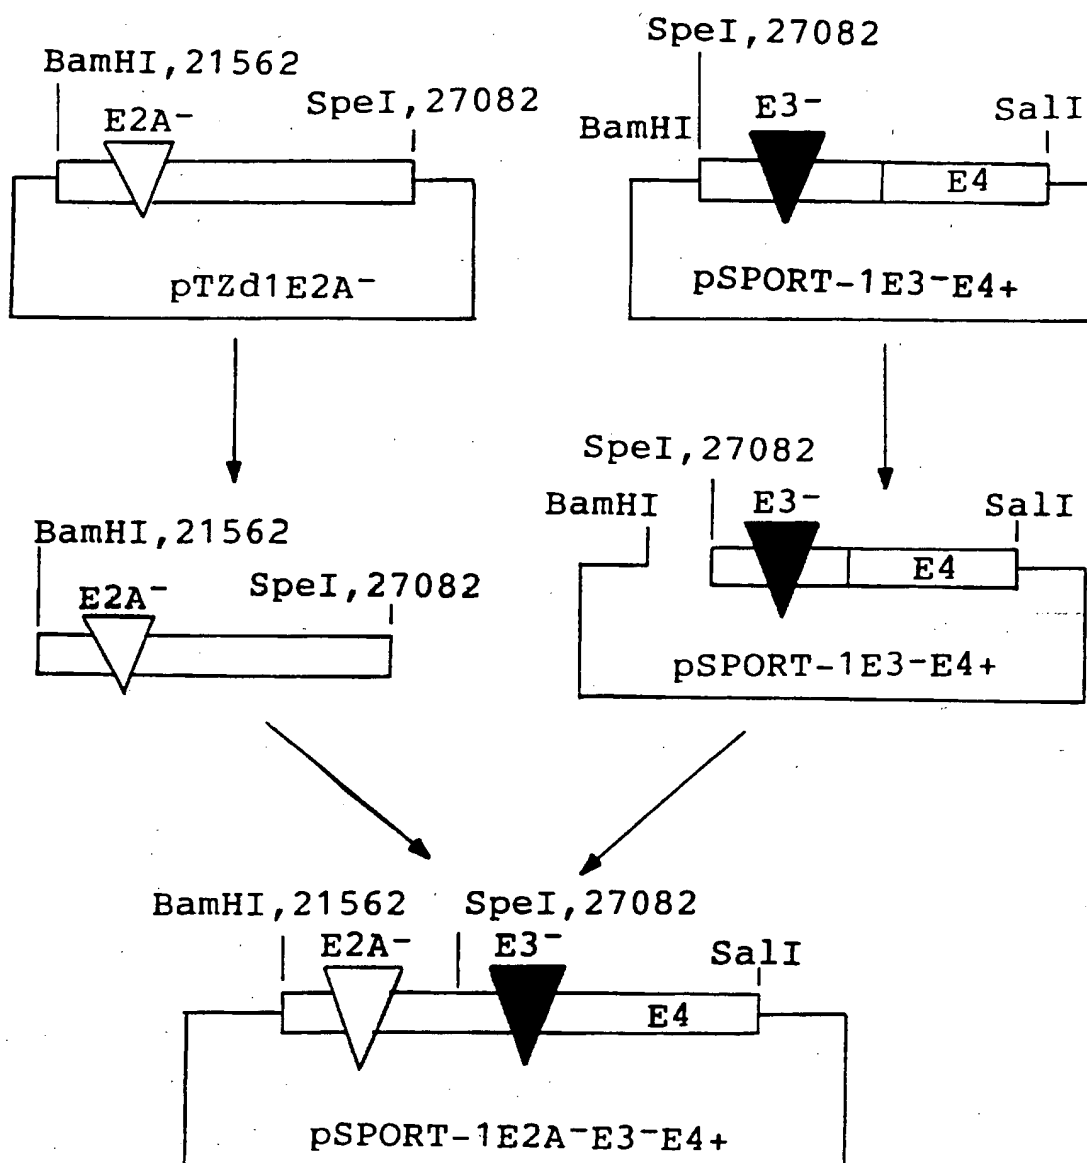 BamHI,21562
E2A-
SpeI,27082
pTZd1E2A-
SpeI,27082
BamHI
E3-
SalI
E4
pSPORT-1E3-E4+
BamHI,21562
E2A-
SpeI,27082
SpeI,27082
BamHI
E3-
SalI
E4
pSPORT-1E3-E4+
BamHI,21562
SpeI,27082
E2A-
E3-
SalI
E4
pSPORT-1E2A-E3-E4+